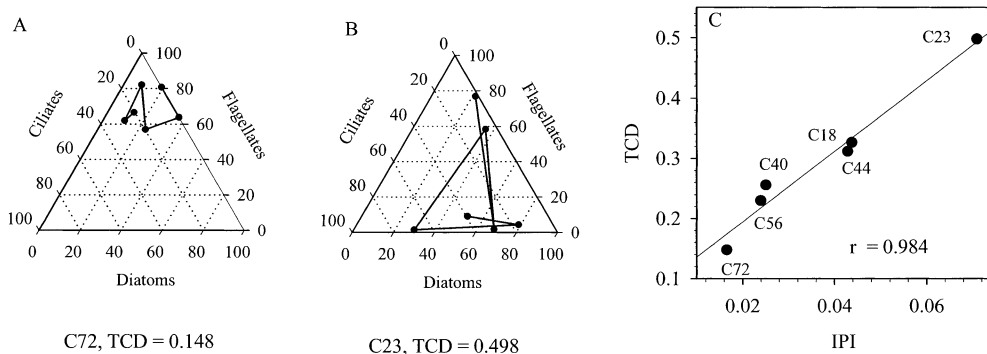 A
0
100
20
80
40
60
60
40
80
20
100
0
Ciliates
Flagellates
0 20 40 60 80 100
Diatoms
C72, TCD = 0.148
B
0
100
20
80
40
60
60
40
80
20
100
0
Ciliates
Flagellates
0 20 40 60 80 100
Diatoms
C23, TCD = 0.498
C
0.5
0.4
0.3
0.2
0.1
TCD
C23
C18
C44
C40
C56
C72
r = 0.984
0.02 0.04 0.06
IPI